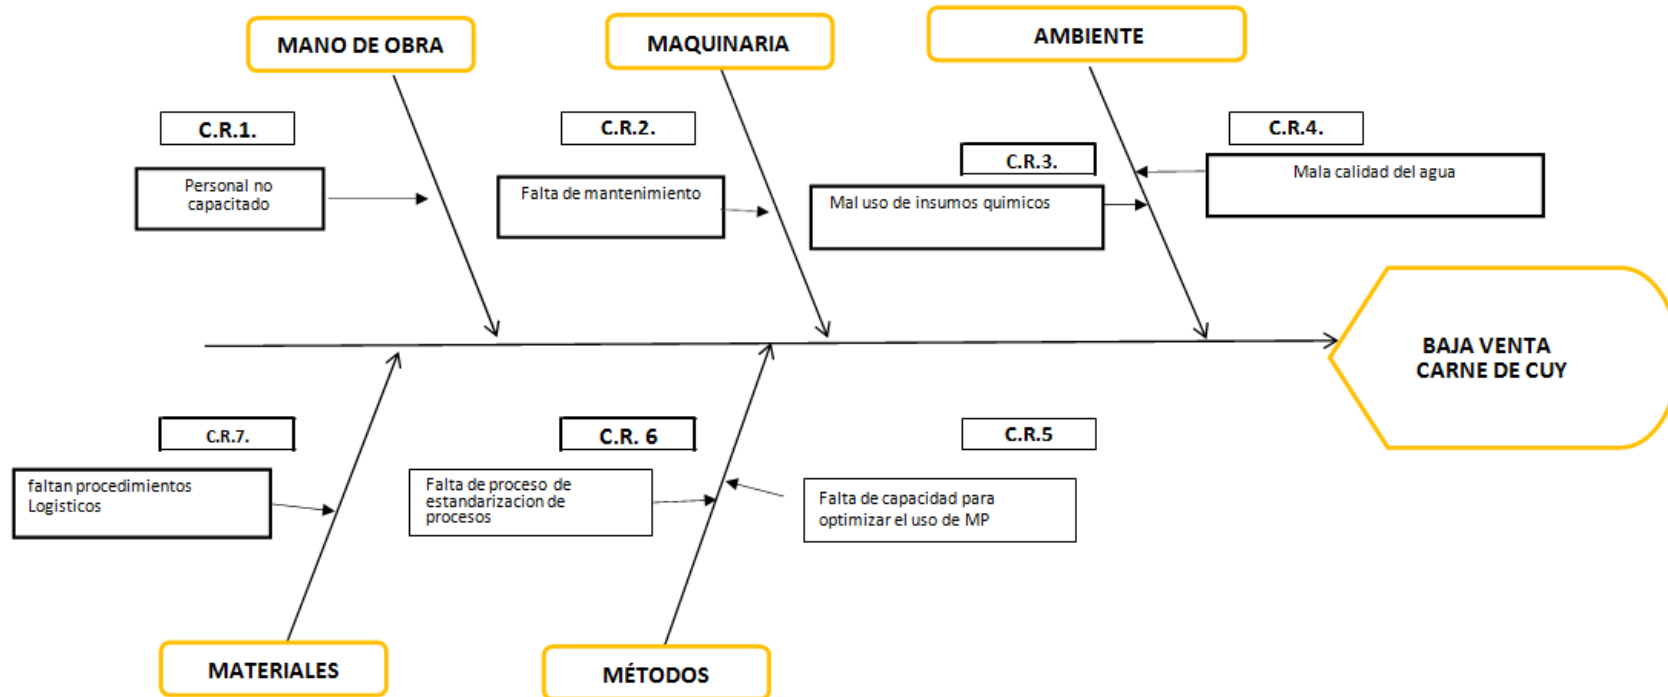 MANO DE OBRA
MAQUINARIA
AMBIENTE
C.R.1.
C.R.2.
C.R.3.
C.R.4.
Personal no
capacitado
Falta de mantenimiento
Mal uso de insumos quimicos
Mala calidad del agua
BAJA VENTA
CARNE DE CUY
C.R.7.
C.R. 6
C.R.5
faltan procedimientos
Logisticos
Falta de proceso de
estandarizacion de
procesos
Falta de capacidad para
optimizar el uso de MP
MATERIALES
MÉTODOS